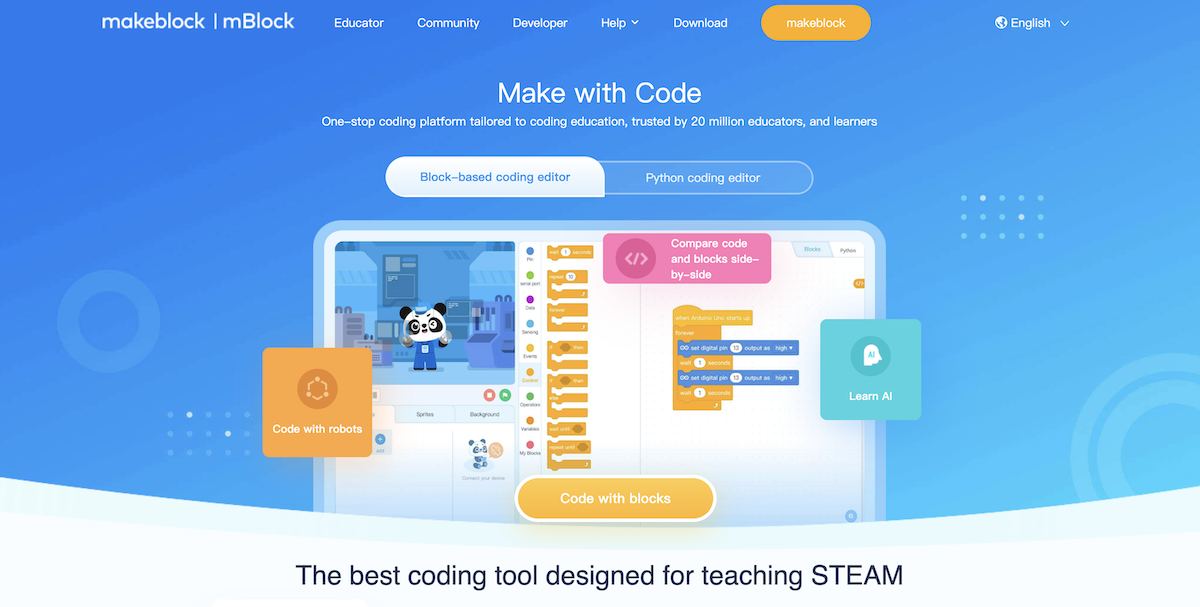 makeblock | mBlock
Educator
Community
Developer
Help
Download
makeblock
English
Make with Code
One-stop coding platform tailored to coding education, trusted by 20 million educators, and learners
Block-based coding editor
Python coding editor
Compare code
and blocks side-
by-side
Blocks
Python
Pin
serial port
Data
Sensing
Events
Control
Operators
Variables
My Blocks
wait 1 seconds
repeat 10
forever
if then
if then
else
wait until
repeat until
when Arduino Uno starts up
forever
set digital pin 13 output as high
wait 1 seconds
set digital pin 13 output as high
wait 1 seconds
AI
Learn AI
Code with robots
Sprites
Background
add
Connect your device
Code with blocks
The best coding tool designed for teaching STEAM